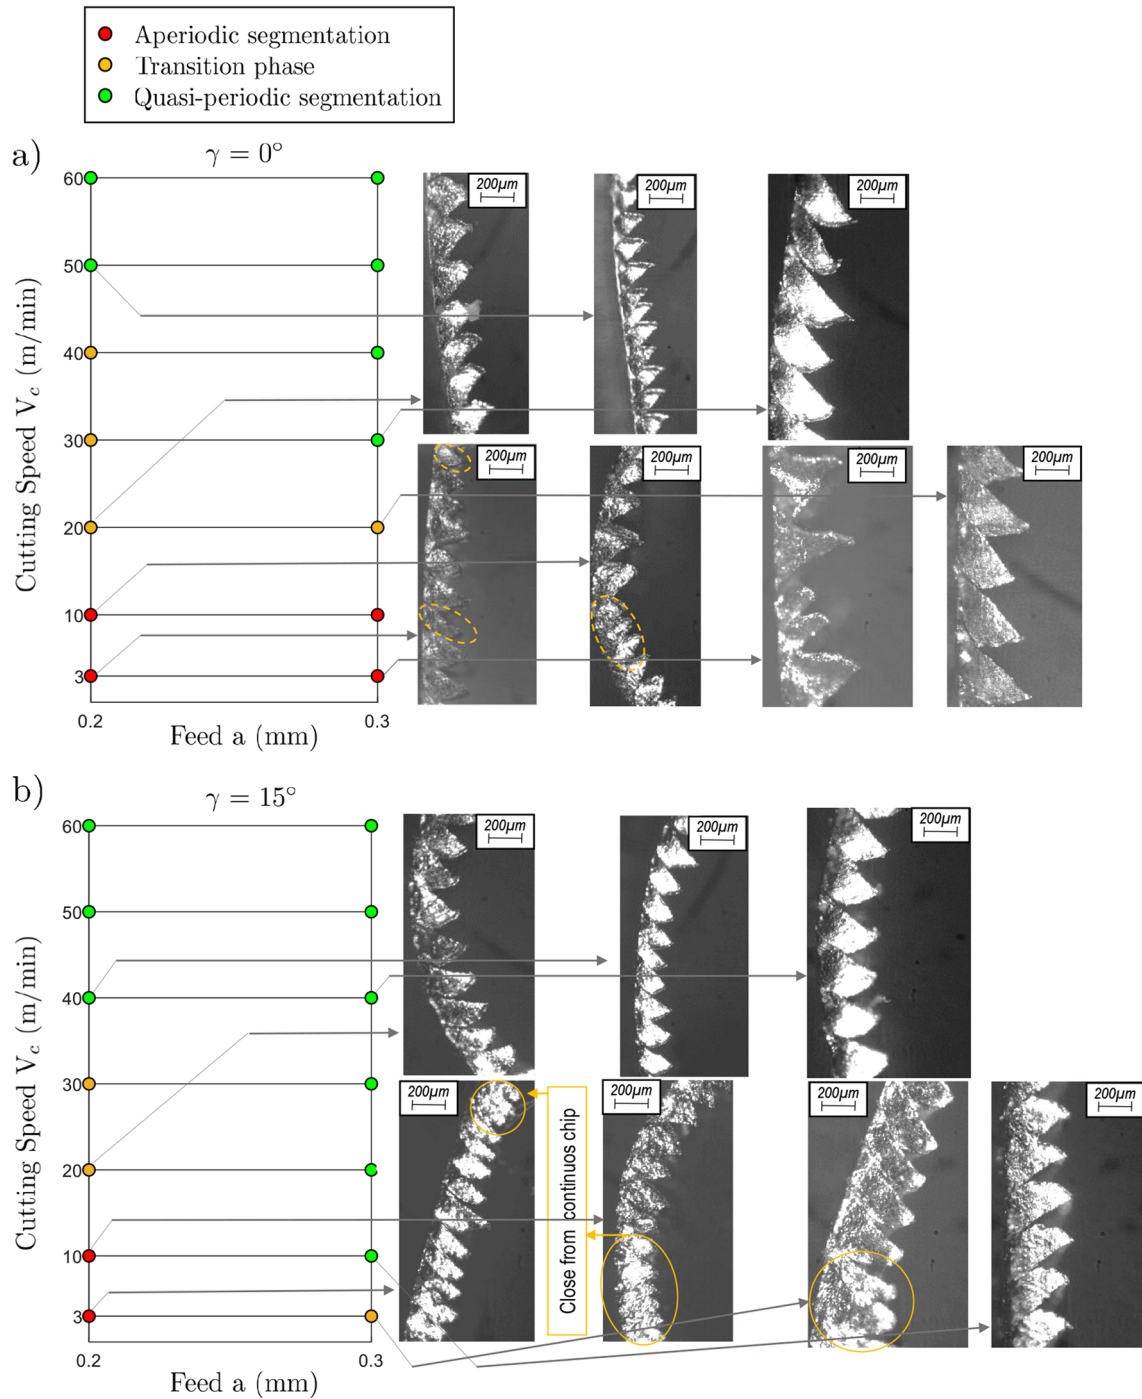 Aperiodic segmentation
Transition phase
Quasi-periodic segmentation
a)
γ = 0°
60
50
40
30
20
10
3
Cutting Speed V_c (m/min)
0.2
0.3
Feed a (mm)
200µm
200µm
200µm
200µm
200µm
200µm
200µm
b)
γ = 15°
60
50
40
30
20
10
3
Cutting Speed V_c (m/min)
0.2
0.3
Feed a (mm)
200µm
200µm
200µm
200µm
200µm
200µm
200µm
Close from continuos chip